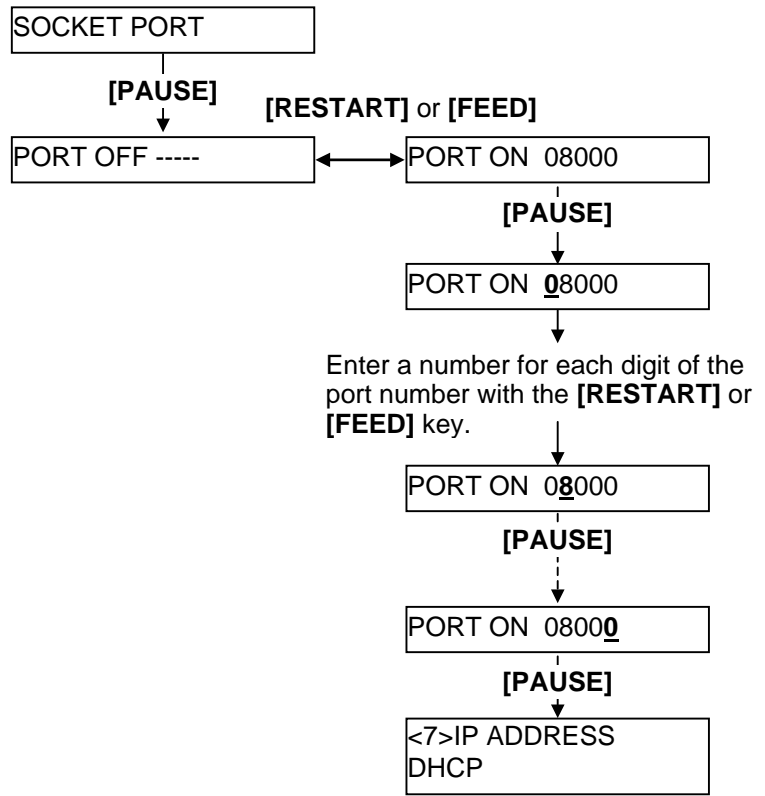 SOCKET PORT
[PAUSE]
[RESTART] or [FEED]
PORT OFF -----
PORT ON 08000
[PAUSE]
PORT ON 08000
Enter a number for each digit of the
port number with the [RESTART] or
[FEED] key.
PORT ON 08000
[PAUSE]
PORT ON 08000
[PAUSE]
<7>IP ADDRESS
DHCP